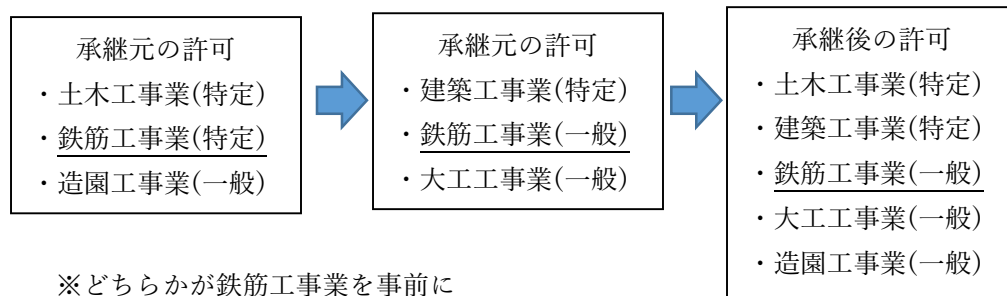 承継元の許可
・土木工事業(特定)
・鉄筋工事業(特定)
・造園工事業(一般)
承継元の許可
・建築工事業(特定)
・鉄筋工事業(一般)
・大工工事業(一般)
承継後の許可
・土木工事業(特定)
・建築工事業(特定)
・鉄筋工事業(一般)
・大工工事業(一般)
・造園工事業(一般)
※どちらかが鉄筋工事業を事前に